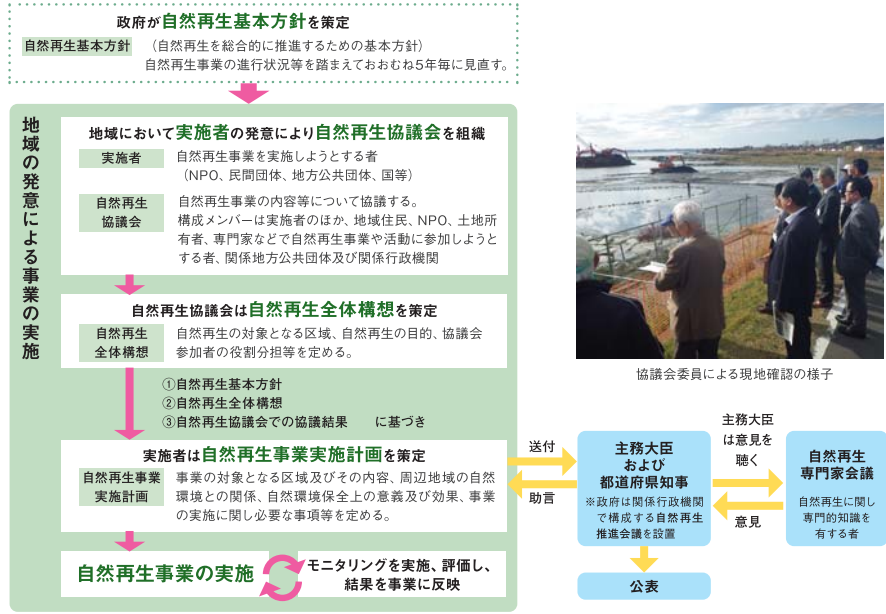 政府が自然再生基本方針を策定
自然再生基本方針 （自然再生を総合的に推進するための基本方針）
自然再生事業の進行状況等を踏まえておおむね5年毎に見直す。
地域の発意による事業の実施
地域において実施者の発意により自然再生協議会を組織
実施者 自然再生事業を実施しようとする者
（NPO、民間団体、地方公共団体、国等）
自然再生
協議会
自然再生事業の内容等について協議する。
構成メンバーは実施者のほか、地域住民、NPO、土地所
有者、専門家などで自然再生事業や活動に参加しようと
する者、関係地方公共団体及び関係行政機関
自然再生協議会は自然再生全体構想を策定
自然再生
全体構想
自然再生の対象となる区域、自然再生の目的、協議会
参加者の役割分担等を定める。
①自然再生基本方針
②自然再生全体構想
③自然再生協議会での協議結果 に基づき
実施者は自然再生事業実施計画を策定
自然再生事業
実施計画
事業の対象となる区域及びその内容、周辺地域の自然
環境との関係、自然環境保全上の意義及び効果、事業
の実施に関し必要な事項等を定める。
自然再生事業の実施
モニタリングを実施、評価し、
結果を事業に反映
協議会委員による現地確認の様子
送付
助言
主務大臣
および
都道府県知事
※政府は関係行政機関
で構成する自然再生
推進会議を設置
主務大臣
は意見を
聴く
意見
自然再生
専門家会議
自然再生に関し
専門的知識を
有する者
公表